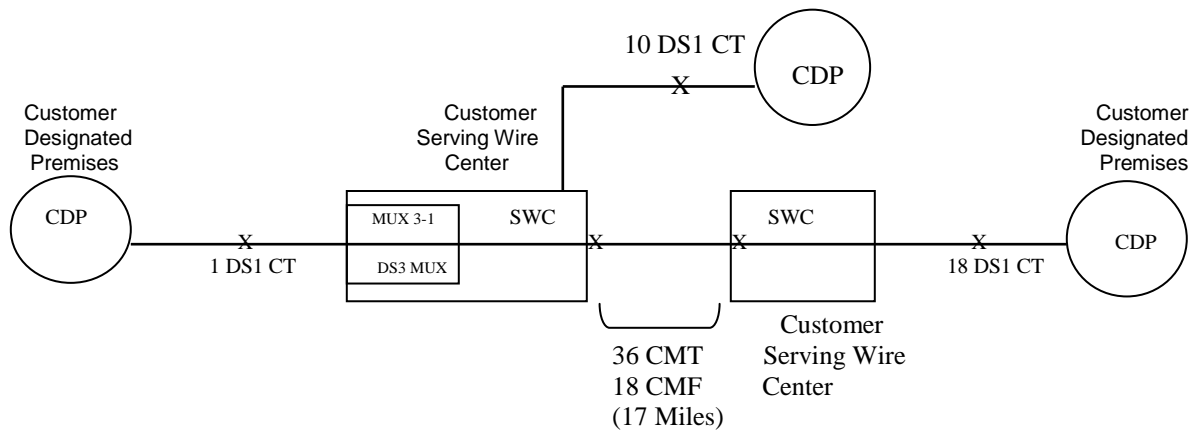 10 DS1 CT
CDP
Customer
Designated
Premises
Customer
Serving Wire
Center
Customer
Designated
Premises
CDP
MUX 3-1
SWC
SWC
CDP
X
X
X
X
X
1 DS1 CT
DS3 MUX
18 DS1 CT
36 CMT
18 CMF
(17 Miles)
Customer
Serving Wire
Center